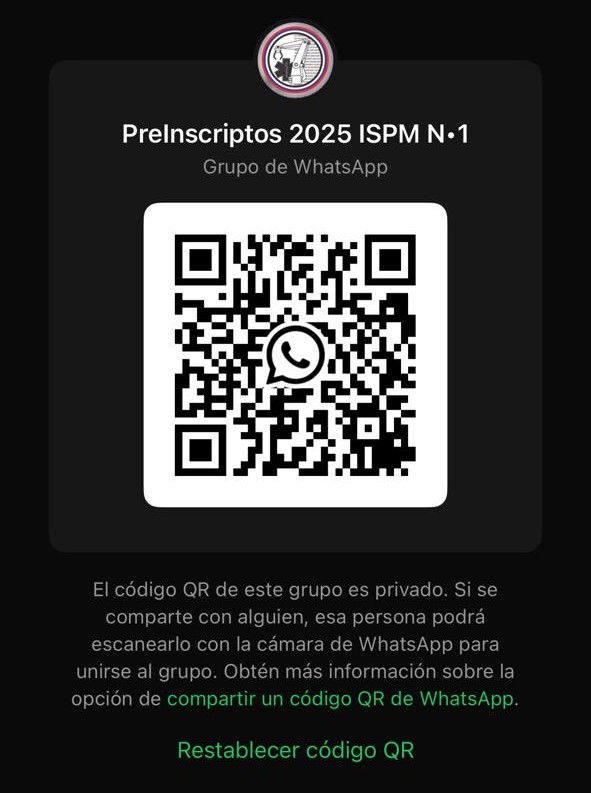 PreInscriptos 2025 ISPM N•1
Grupo de WhatsApp
El código QR de este grupo es privado. Si se
comparte con alguien, esa persona podrá
escanearlo con la cámara de WhatsApp para
unirse al grupo. Obtén más información sobre la
opción de compartir un código QR de WhatsApp.
Restablecer código QR